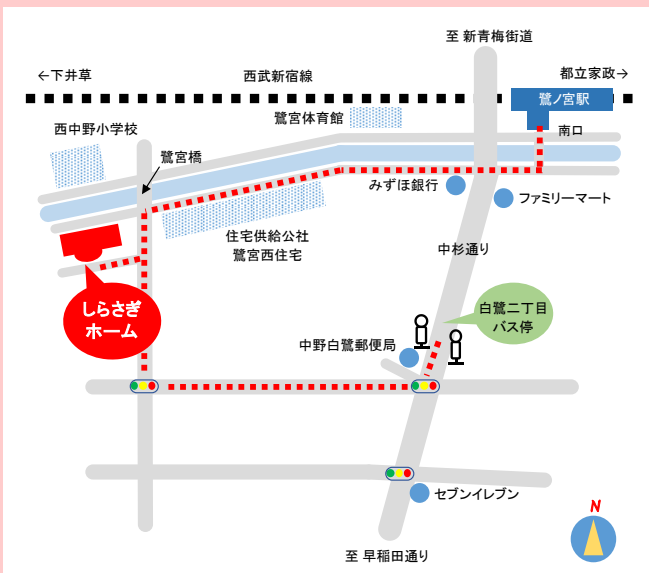 至 新青梅街道
←下井草
西武新宿線
都立家政→
鷺ノ宮駅
鷺宮体育館
西中野小学校
南口
鷺宮橋
みずほ銀行
ファミリーマート
住宅供給公社
鷺宮西住宅
中杉通り
しらさぎ
ホーム
白鷺二丁目
バス停
中野白鷺郵便局
セブンイレブン
N
至 早稲田通り